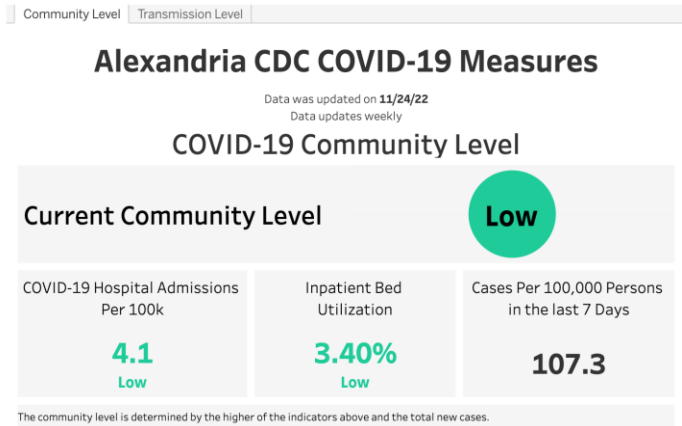 Community Level
Transmission Level
Alexandria CDC COVID-19 Measures
Data was updated on 11/24/22
Data updates weekly
COVID-19 Community Level
Current Community Level
Low
COVID-19 Hospital Admissions
Per 100k
4.1
Low
Inpatient Bed
Utilization
3.40%
Low
Cases Per 100,000 Persons
in the last 7 Days
107.3
The community level is determined by the higher of the indicators above and the total new cases.